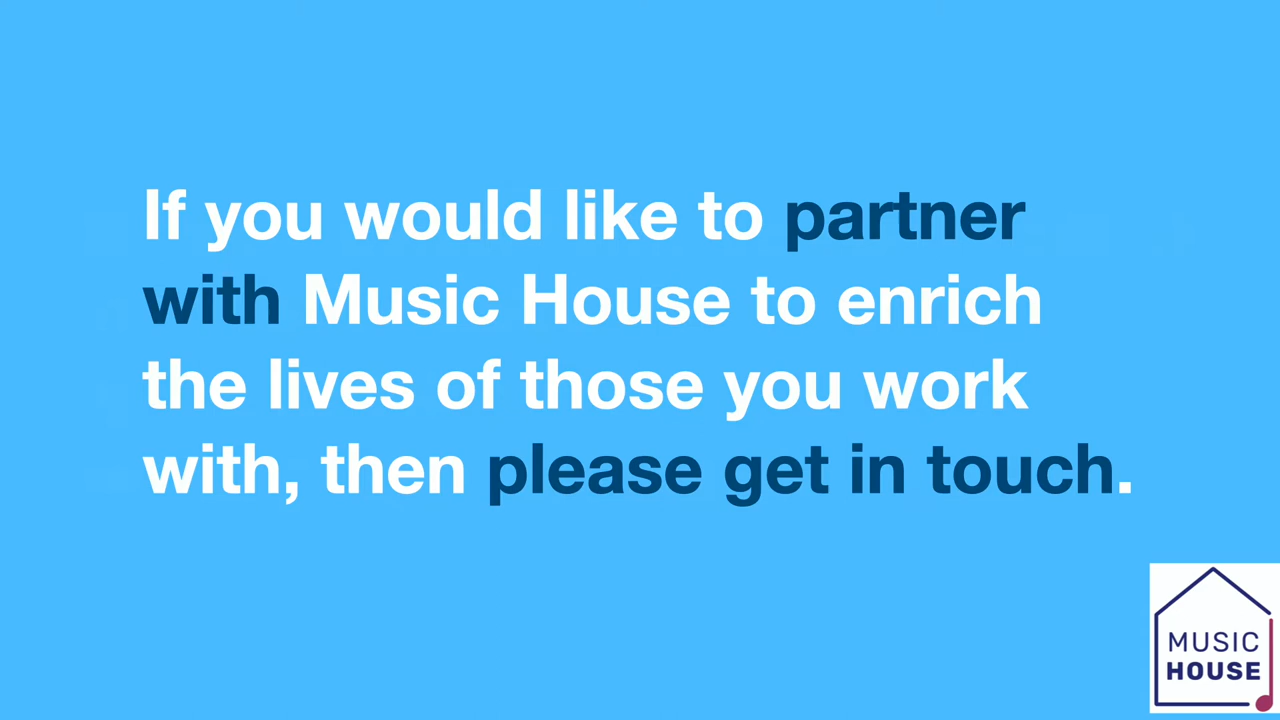 If you would like to partner
with Music House to enrich
the lives of those you work
with, then please get in touch.
MUSIC
HOUSE